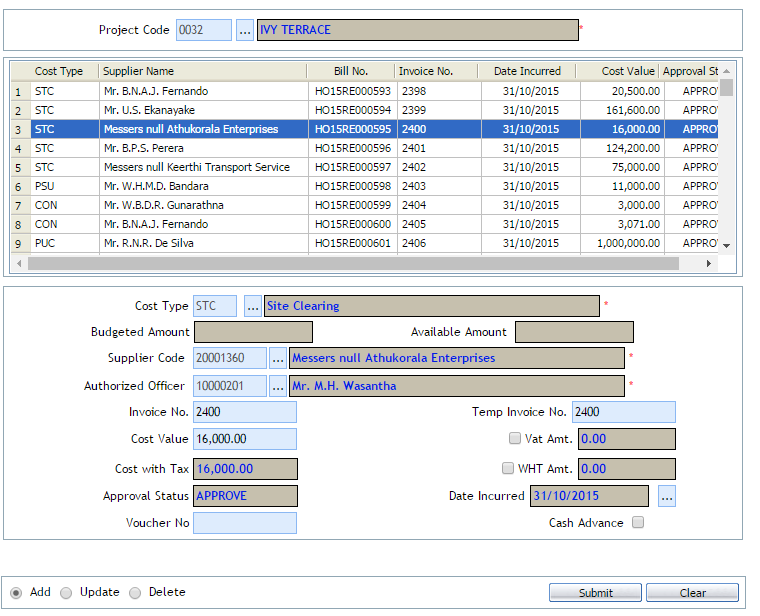 Project Code 0032 ... IVY TERRACE *
Cost Type Supplier Name Bill No. Invoice No. Date Incurred Cost Value Approval St
1 STC Mr. B.N.A.J. Fernando HO15RE000593 2398 31/10/2015 20,500.00 APPRO
2 STC Mr. U.S. Ekanayake HO15RE000594 2399 31/10/2015 161,600.00 APPRO
3 STC Messers null Athukorala Enterprises HO15RE000595 2400 31/10/2015 16,000.00 APPRO
4 STC Mr. B.P.S. Perera HO15RE000596 2401 31/10/2015 124,200.00 APPRO
5 STC Messers null Keerthi Transport Service HO15RE000597 2402 31/10/2015 75,000.00 APPRO
6 PSU Mr. W.H.M.D. Bandara HO15RE000598 2403 31/10/2015 11,000.00 APPRO
7 CON Mr. W.B.D.R. Gunarathna HO15RE000599 2404 31/10/2015 3,000.00 APPRO
8 CON Mr. B.N.A.J. Fernando HO15RE000600 2405 31/10/2015 3,071.00 APPRO
9 PUC Mr. R.N.R. De Silva HO15RE000601 2406 31/10/2015 1,000,000.00 APPRO
Cost Type STC ... Site Clearing *
Budgeted Amount Available Amount
Supplier Code 20001360 ... Messers null Athukorala Enterprises *
Authorized Officer 10000201 ... Mr. M.H. Wasantha *
Invoice No. 2400 Temp Invoice No. 2400
Cost Value 16,000.00 Vat Amt. 0.00
Cost with Tax 16,000.00 WHT Amt. 0.00
Approval Status APPROVE Date Incurred 31/10/2015 ...
Voucher No Cash Advance
Add Update Delete Submit Clear